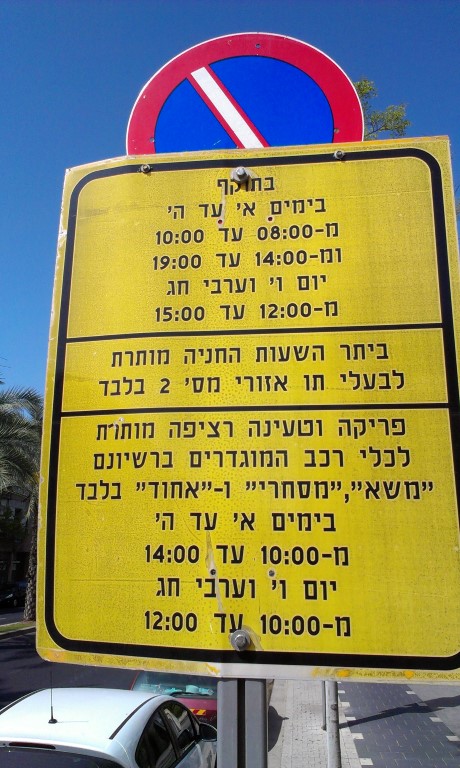 בתוקף
בימים א' עד ה'
מ-08:00 עד 10:00
ומ-14:00 עד 19:00
יום ו' וערבי חג
מ-12:00 עד 15:00
ביתר השעות החניה מותרת
לבעלי תו אזורי מס' 2 בלבד
פריקה וטעינה רציפה מותרת
לכלי רכב המוגדרים ברשיונם
"משא","מסחרי" ו-"אחוד" בלבד
בימים א' עד ה'
מ-10:00 עד 14:00
יום ו' וערבי חג
מ-10:00 עד 12:00